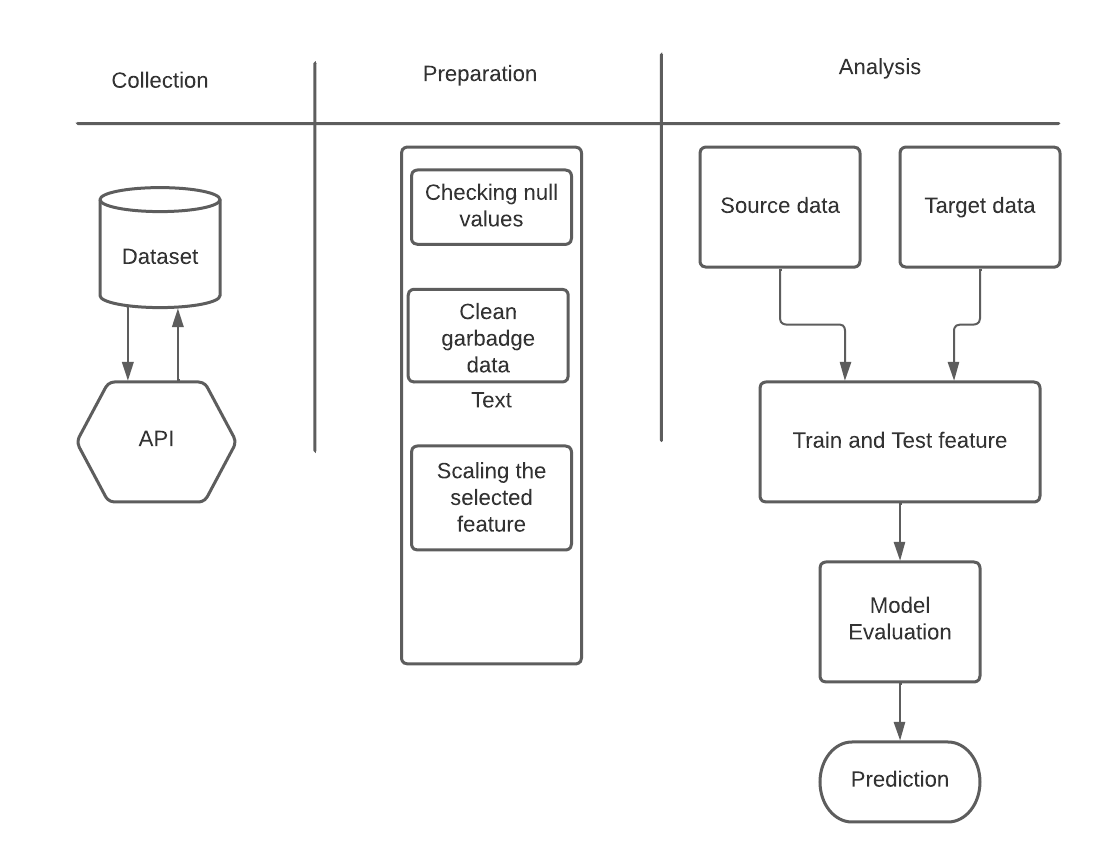 Collection
Preparation
Analysis
Dataset
API
Checking null
values
Clean
garbadge
data
Text
Scaling the
selected
feature
Source data
Target data
Train and Test feature
Model
Evaluation
Prediction